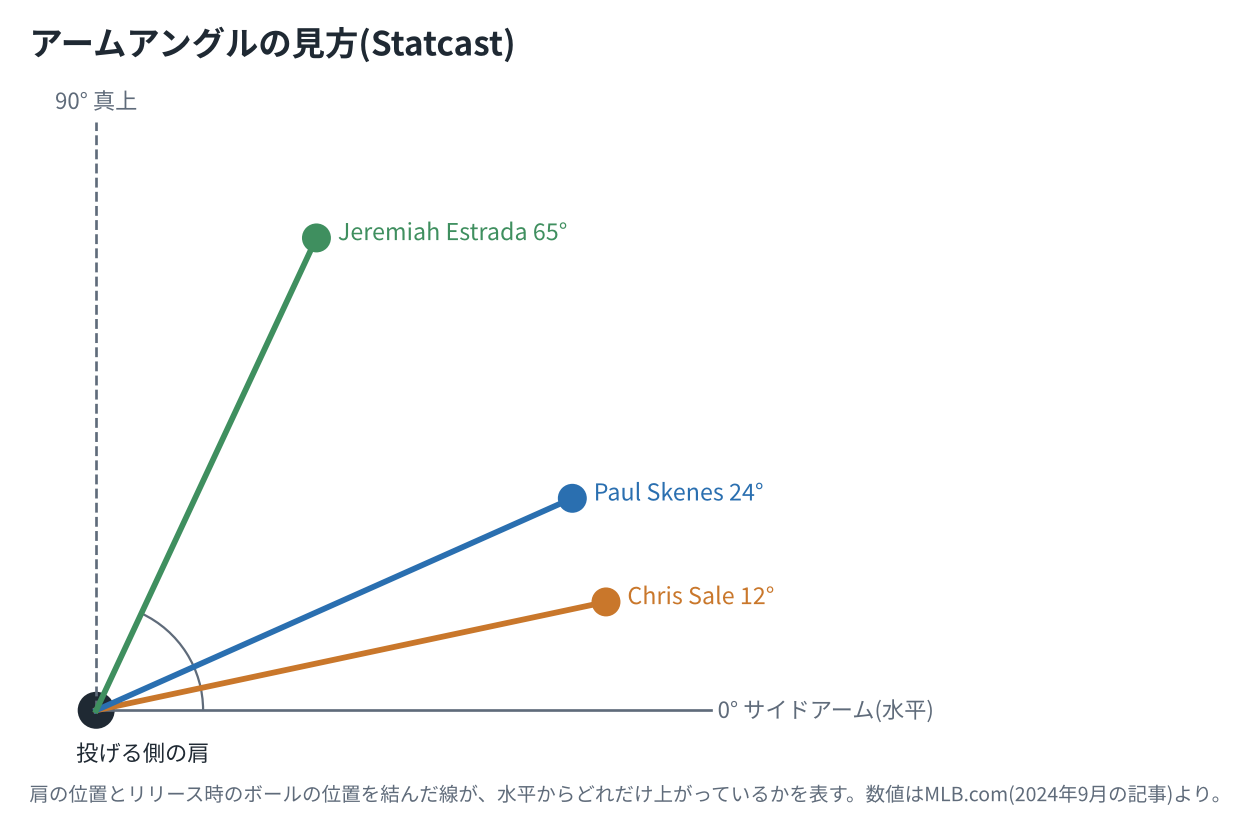 アームアングルの見方(Statcast)
90° 真上
Jeremiah Estrada 65°
Paul Skenes 24°
Chris Sale 12°
0° サイドアーム(水平)
投げる側の肩
肩の位置とリリース時のボールの位置を結んだ線が、水平からどれだけ上がっているかを表す。数値はMLB.com(2024年9月の記事)より。